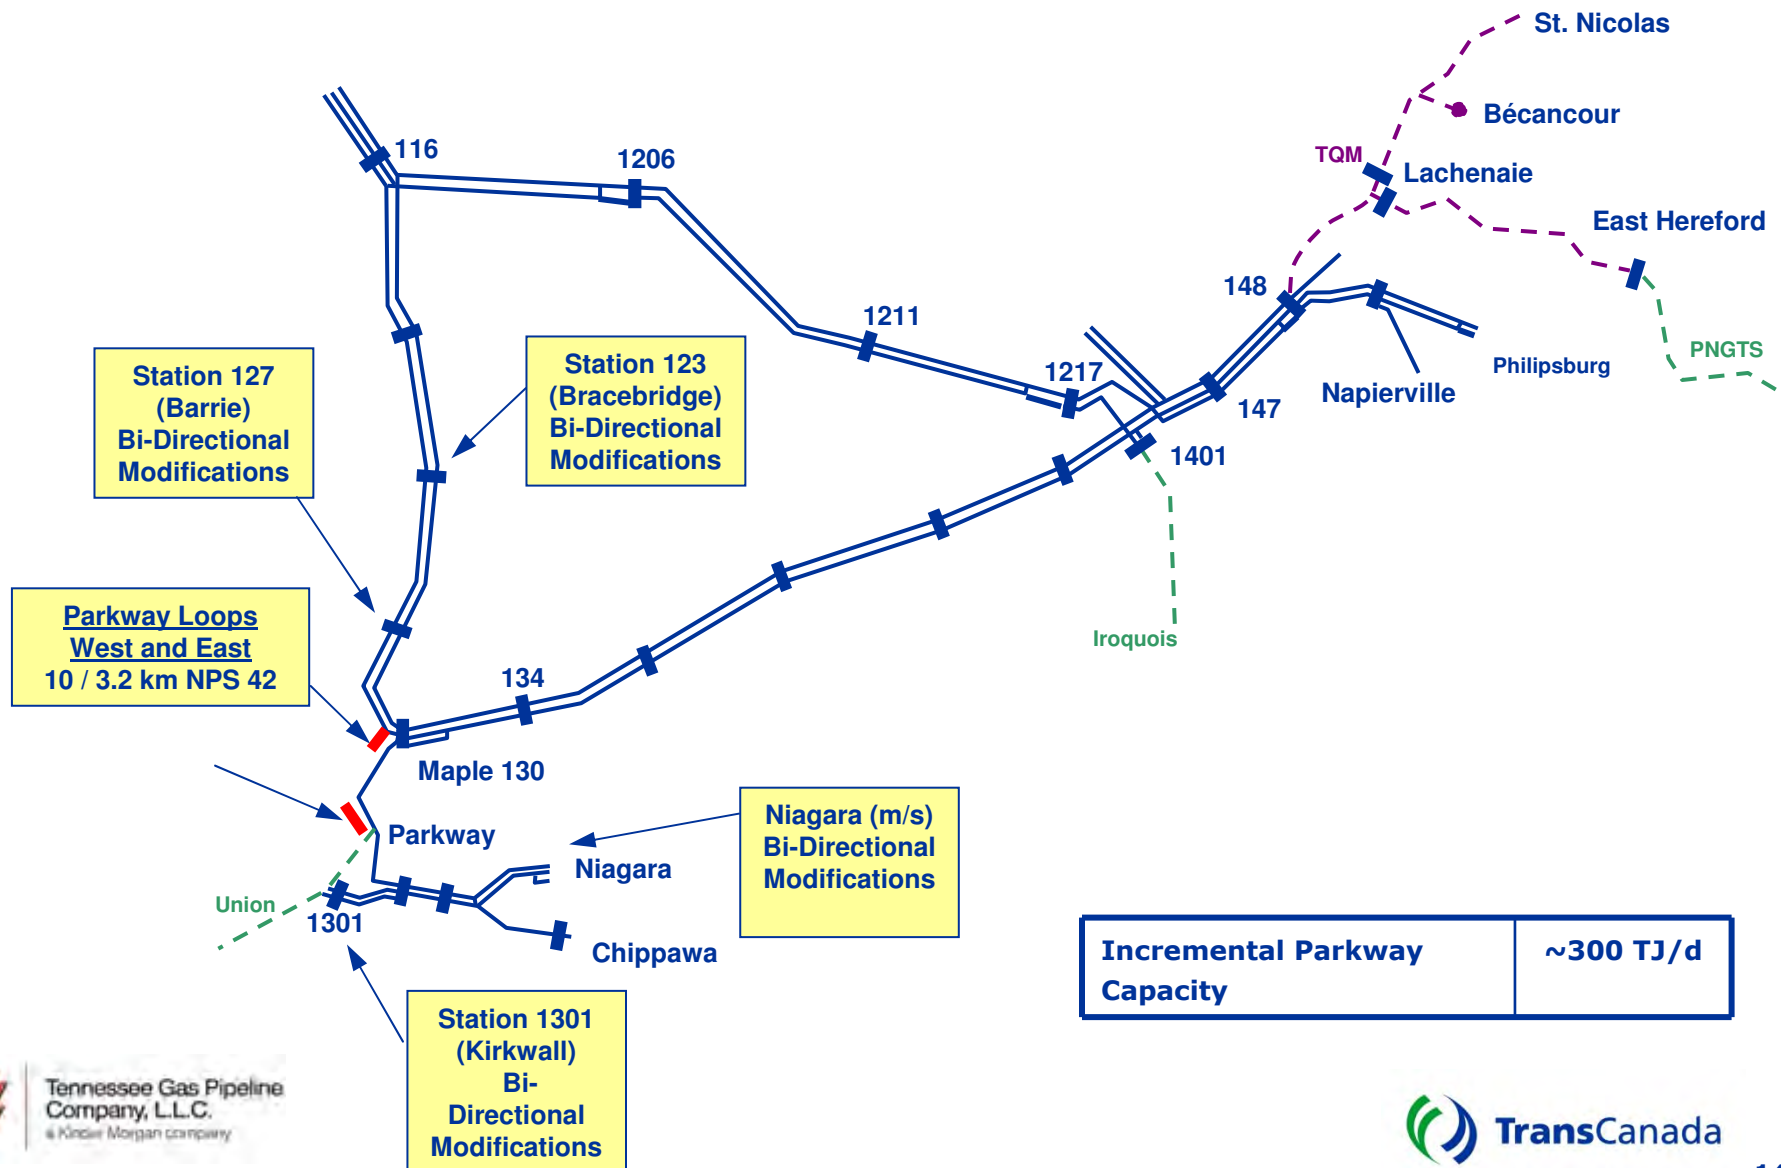 St. Nicolas
Bécancour
TQM
Lachenaie
East Hereford
116
1206
1211
148
PNGTS
Philipsburg
Napierville
1217
147
1401
Station 127
(Barrie)
Bi-Directional
Modifications
Station 123
(Bracebridge)
Bi-Directional
Modifications
Parkway Loops
West and East
10 / 3.2 km NPS 42
Iroquois
134
Maple 130
Parkway
Niagara
Niagara (m/s)
Bi-Directional
Modifications
Union
1301
Chippawa
Incremental Parkway
Capacity
~300 TJ/d
Station 1301
(Kirkwall)
Bi-
Directional
Modifications
Tennessee Gas Pipeline
Company, L.L.C.
a Kinder Morgan company
TransCanada